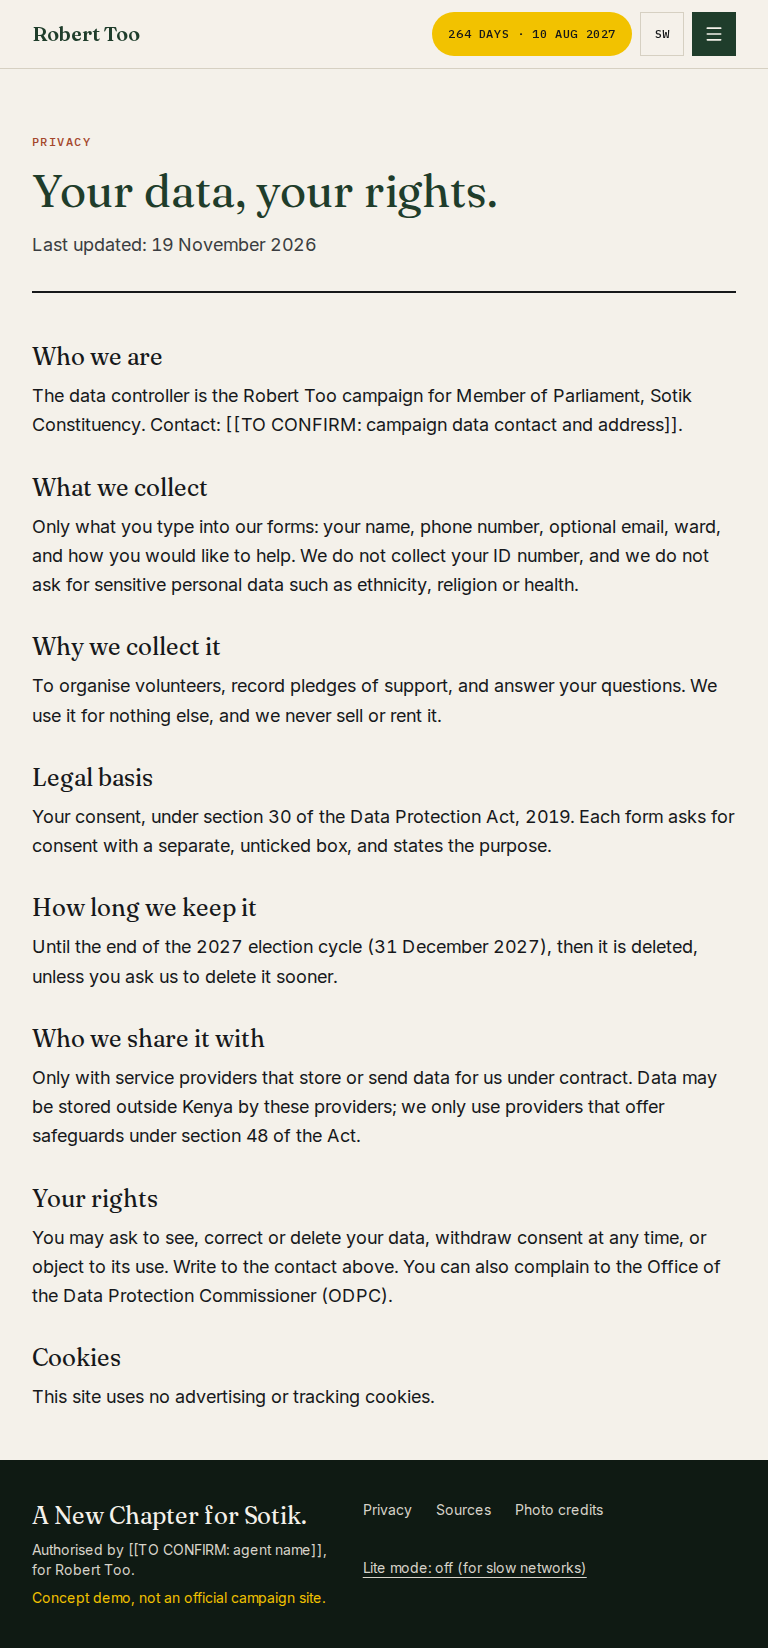 Robert Too
264 DAYS · 10 AUG 2027
SW
PRIVACY
Your data, your rights.
Last updated: 19 November 2026
Who we are
The data controller is the Robert Too campaign for Member of Parliament, Sotik
Constituency. Contact: [[TO CONFIRM: campaign data contact and address]].
What we collect
Only what you type into our forms: your name, phone number, optional email, ward,
and how you would like to help. We do not collect your ID number, and we do not
ask for sensitive personal data such as ethnicity, religion or health.
Why we collect it
To organise volunteers, record pledges of support, and answer your questions. We
use it for nothing else, and we never sell or rent it.
Legal basis
Your consent, under section 30 of the Data Protection Act, 2019. Each form asks for
consent with a separate, unticked box, and states the purpose.
How long we keep it
Until the end of the 2027 election cycle (31 December 2027), then it is deleted,
unless you ask us to delete it sooner.
Who we share it with
Only with service providers that store or send data for us under contract. Data may
be stored outside Kenya by these providers; we only use providers that offer
safeguards under section 48 of the Act.
Your rights
You may ask to see, correct or delete your data, withdraw consent at any time, or
object to its use. Write to the contact above. You can also complain to the Office of
the Data Protection Commissioner (ODPC).
Cookies
This site uses no advertising or tracking cookies.
A New Chapter for Sotik.
Authorised by [[TO CONFIRM: agent name]],
for Robert Too.
Concept demo, not an official campaign site.
Privacy
Sources
Photo credits
Lite mode: off (for slow networks)